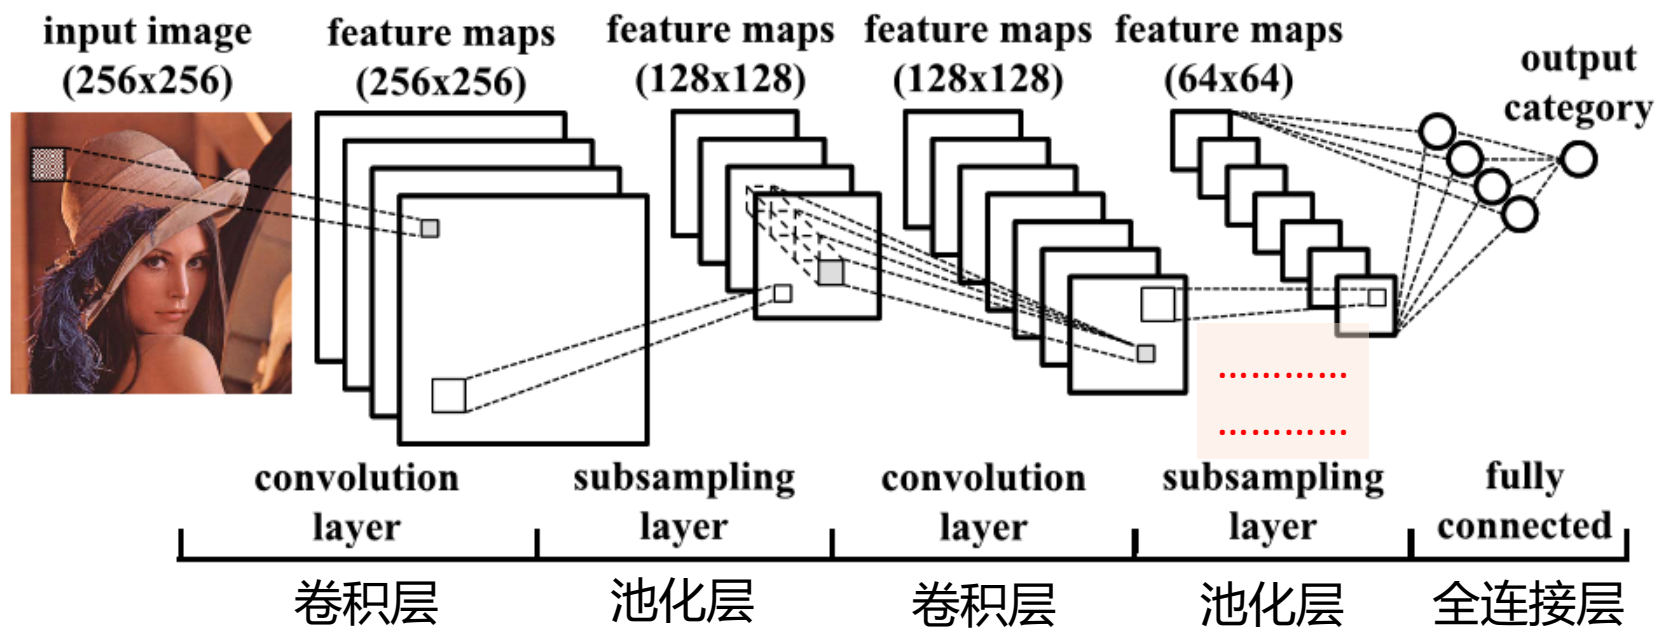 input image
(256x256)
feature maps
(256x256)
feature maps
(128x128)
feature maps
(128x128)
feature maps
(64x64)
output
category
…………
…………
convolution
layer
subsampling
layer
convolution
layer
subsampling
layer
fully
connected
卷积层
池化层
卷积层
池化层
全连接层